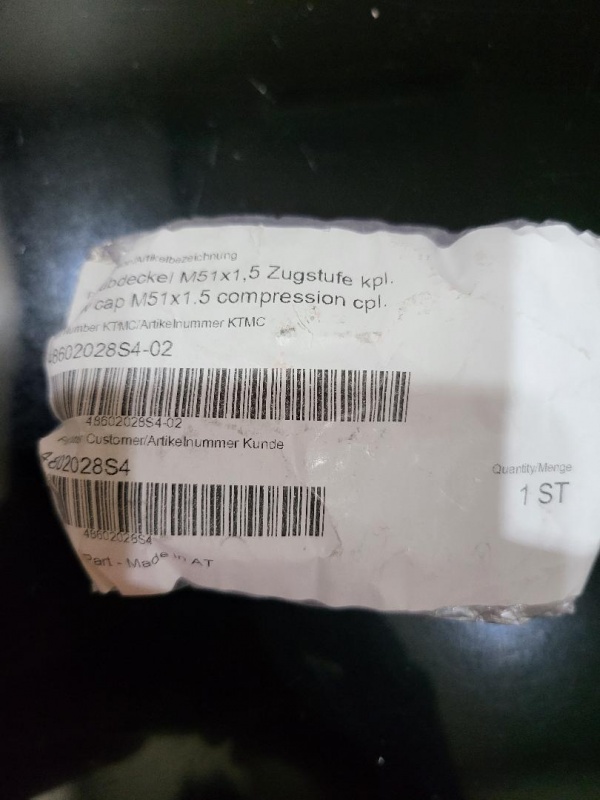 M51x1,5 Zugstufe kpl.
cap M51x1.5 compression cpl.
KTMC/Artikelnummer KTMC
48602028S4-02
48602028S4-02
Customer/Artikelnummer Kunde
48602028S4
48602028S4
Quantity/Menge
1 ST
Part - Made in AT